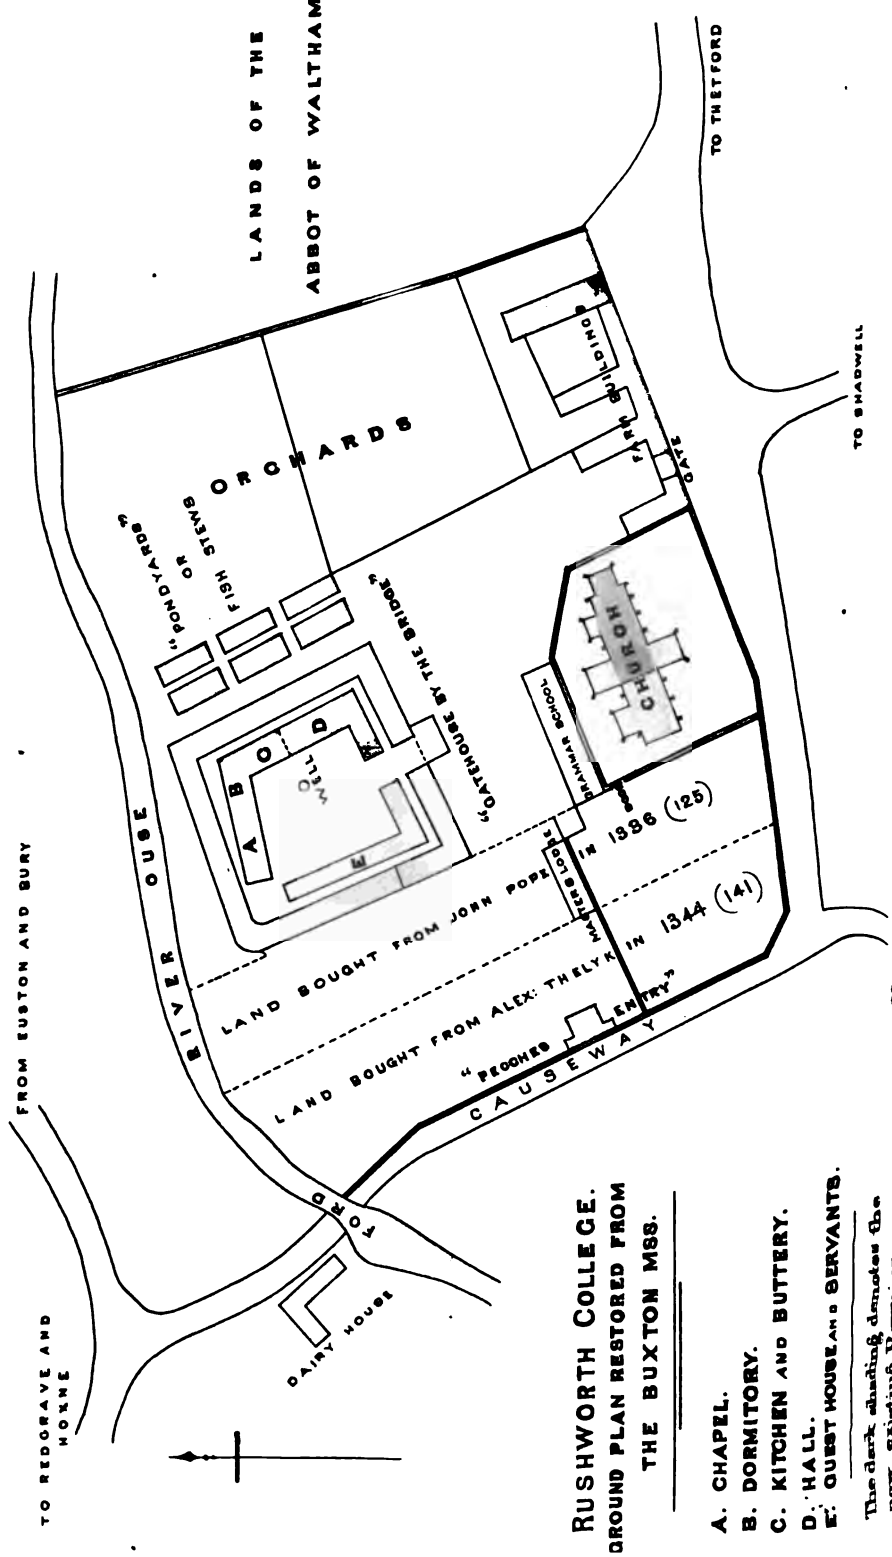 LANDS OF THE
ABBOT OF WALTHAM
TO THETFORD
TO SHADWELL
FROM EUSTON AND BURY
TO REDGRAVE AND
HOXNE
RIVER OUSE
FORD
DAIRY HOUSE
"PONDYARDS"
OR
FISH STEWS
ORCHARDS
FARM BUILDINGS
GATE
"GATEHOUSE BY THE BRIDGE"
A
B
C
D
WELL
E
GRAMMAR SCHOOL
CHURCH
MASTERS LODGE
LAND BOUGHT FROM JOHN POPE IN 1386 (125)
LAND BOUGHT FROM ALEX: THELYK IN 1344 (141)
ENTRY"
CAUSEWAY
RUSHWORTH COLLEGE.
GROUND PLAN RESTORED FROM
THE BUXTON MSS.
A. CHAPEL.
B. DORMITORY.
C. KITCHEN AND BUTTERY.
D. HALL.
E. GUEST HOUSE AND SERVANTS.
The dark shading denotes the